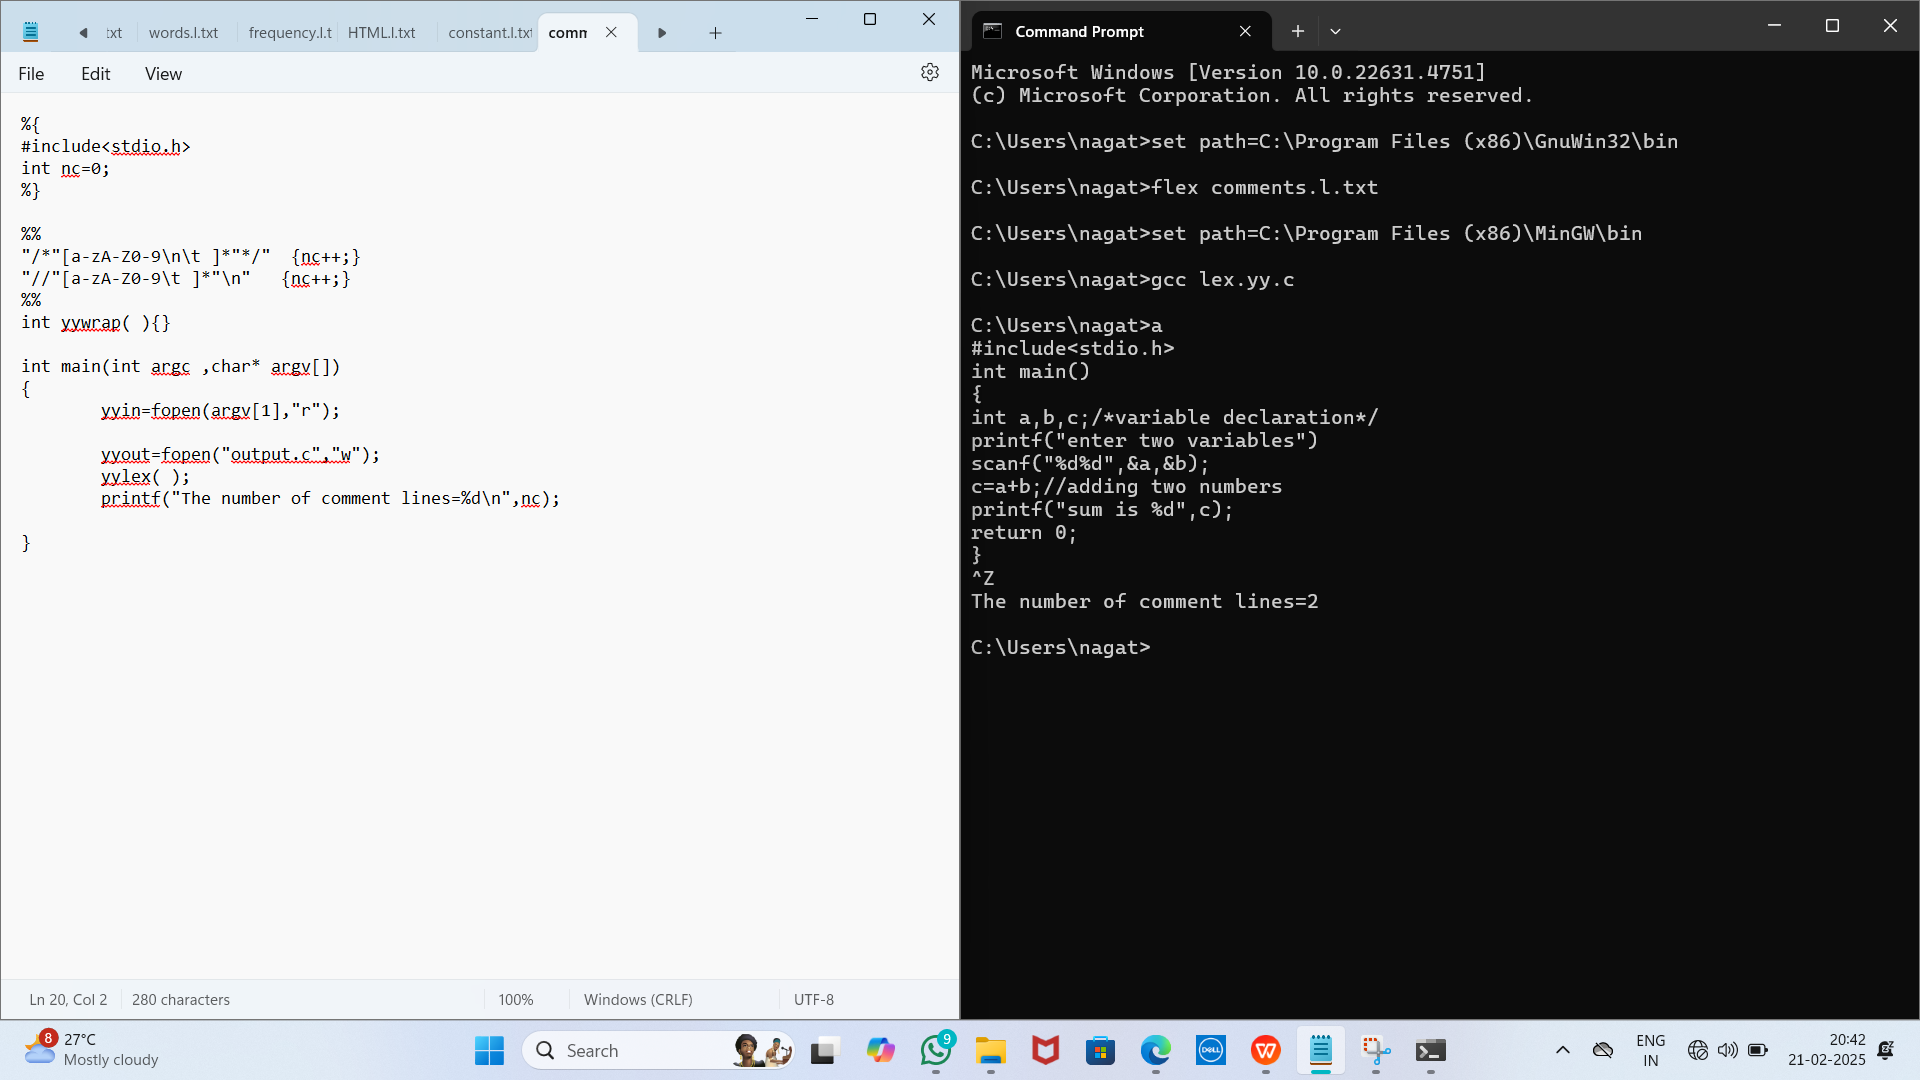 :xt
words.l.txt
frequency.l.t
HTML.l.txt
constant.l.txt
comm
File
Edit
View
%{
#include<stdio.h>
int nc=0;
%}
%%
"/*"[a-zA-Z0-9\n\t ]*"*/"  {nc++;}
"//"[a-zA-Z0-9\t ]*"\n"   {nc++;}
%%
int yywrap( ){}
int main(int argc ,char* argv[])
{
yyin=fopen(argv[1],"r");
yyout=fopen("output.c","w");
yylex( );
printf("The number of comment lines=%d\n",nc);
}
Ln 20, Col 2
280 characters
100%
Windows (CRLF)
UTF-8
Command Prompt
Microsoft Windows [Version 10.0.22631.4751]
(c) Microsoft Corporation. All rights reserved.
C:\Users\nagat>set path=C:\Program Files (x86)\GnuWin32\bin
C:\Users\nagat>flex comments.l.txt
C:\Users\nagat>set path=C:\Program Files (x86)\MinGW\bin
C:\Users\nagat>gcc lex.yy.c
C:\Users\nagat>a
#include<stdio.h>
int main()
{
int a,b,c;/*variable declaration*/
printf("enter two variables")
scanf("%d%d",&a,&b);
c=a+b;//adding two numbers
printf("sum is %d",c);
return 0;
}
^Z
The number of comment lines=2
C:\Users\nagat>
8
27°C
Mostly cloudy
Search
9
DELL
W
ENG
IN
20:42
21-02-2025